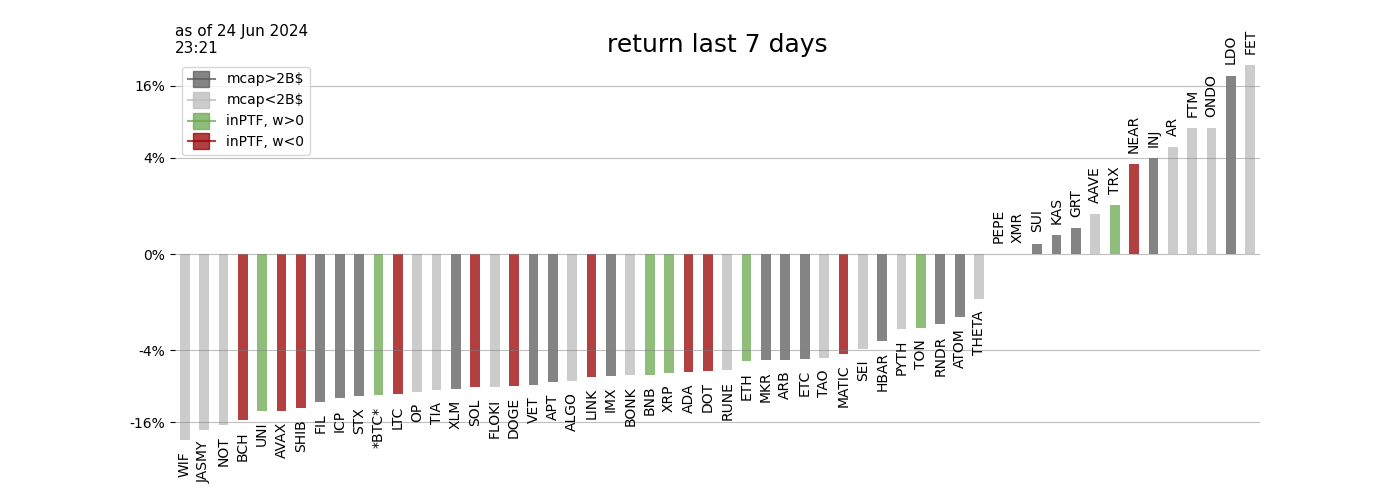 as of 24 Jun 2024
23:21
return last 7 days
mcap>2B$
mcap<2B$
inPTF, w>0
inPTF, w<0
16%
4%
0%
-4%
-16%
WIF
JASMY
NOT
BCH
UNI
AVAX
SHIB
FIL
ICP
STX
*BTC*
LTC
OP
TIA
XLM
SOL
FLOKI
DOGE
VET
APT
ALGO
LINK
IMX
BONK
BNB
XRP
ADA
DOT
RUNE
ETH
MKR
ARB
ETC
TAO
MATIC
SEI
HBAR
PYTH
TON
RNDR
ATOM
THETA
PEPE
XMR
SUI
KAS
GRT
AAVE
TRX
NEAR
INJ
AR
FTM
ONDO
LDO
FET